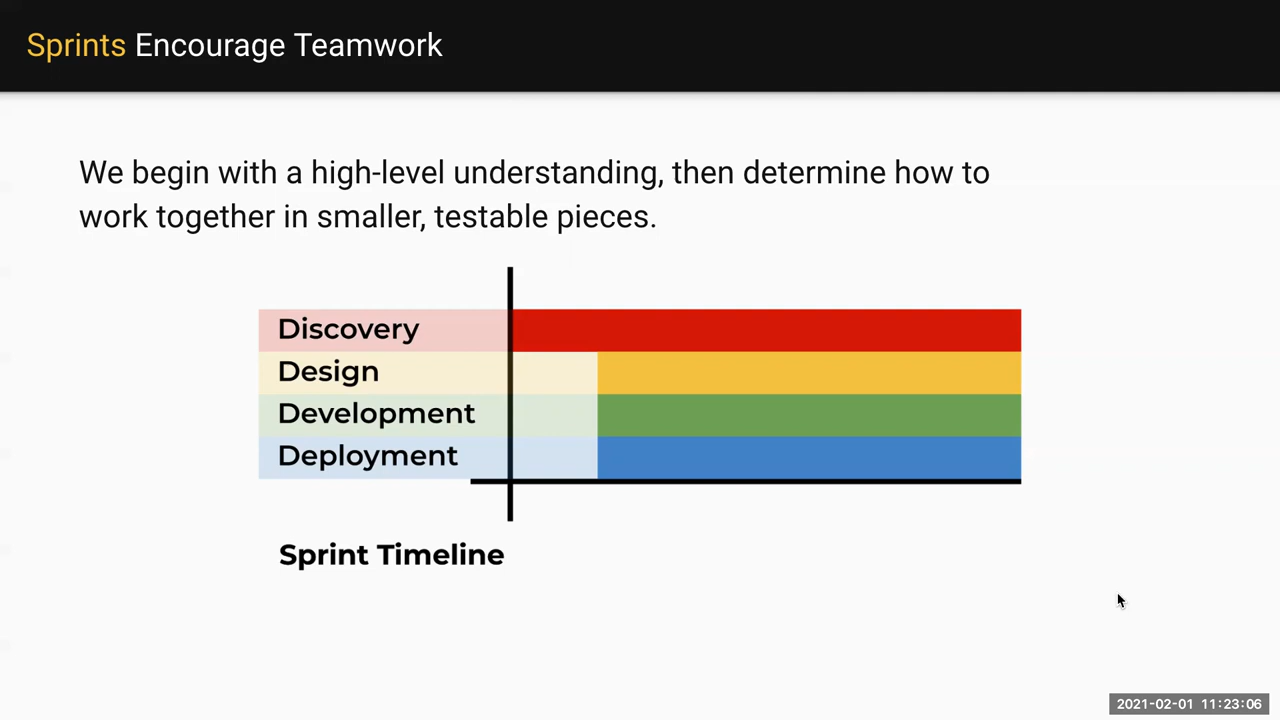 Sprints Encourage Teamwork
We begin with a high-level understanding, then determine how to
work together in smaller, testable pieces.
Discovery
Design
Development
Deployment
Sprint Timeline
2021-02-01 11:23:06